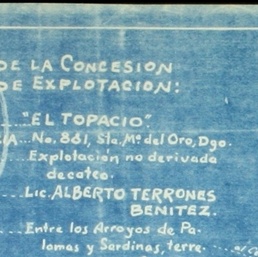 DE LA CONCESION
DE EXPLOTACION:
"EL TOPACIO"
No. 861, Sta. Ma. del Oro, Dgo.
Explotación no derivada
de cateo.
Lic. ALBERTO TERRONES
BENITEZ.
Entre los Arroyos de Pa-
lomas y Sardinas, terre-